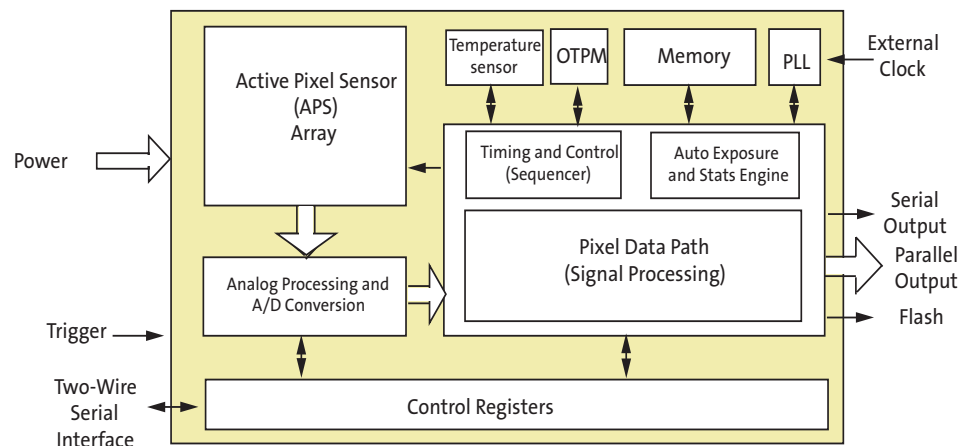 Active Pixel Sensor
(APS)
Array
Temperature
sensor
OTPM
Memory
PLL
External
Clock
Power
Timing and Control
(Sequencer)
Auto Exposure
and Stats Engine
Serial
Output
Pixel Data Path
(Signal Processing)
Parallel
Output
Analog Processing and
A/D Conversion
Trigger
Flash
Two-Wire
Serial
Interface
Control Registers